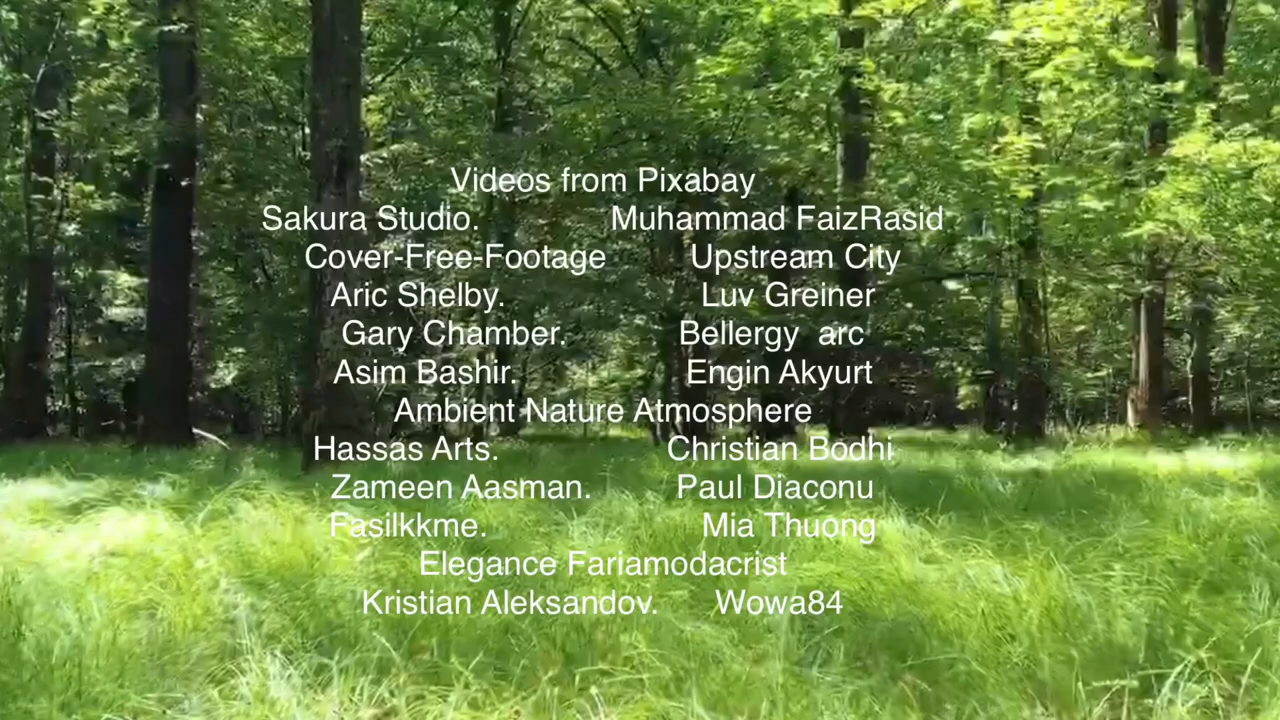 Videos from Pixabay
Sakura Studio. Muhammad FaizRasid
Cover-Free-Footage Upstream City
Aric Shelby. Luv Greiner
Gary Chamber. Bellergy arc
Asim Bashir. Engin Akyurt
Ambient Nature Atmosphere
Hassas Arts. Christian Bodhi
Zameen Aasman. Paul Diaconu
Fasilkkme. Mia Thuong
Elegance Fariamodacrist
Kristian Aleksandov. Wowa84